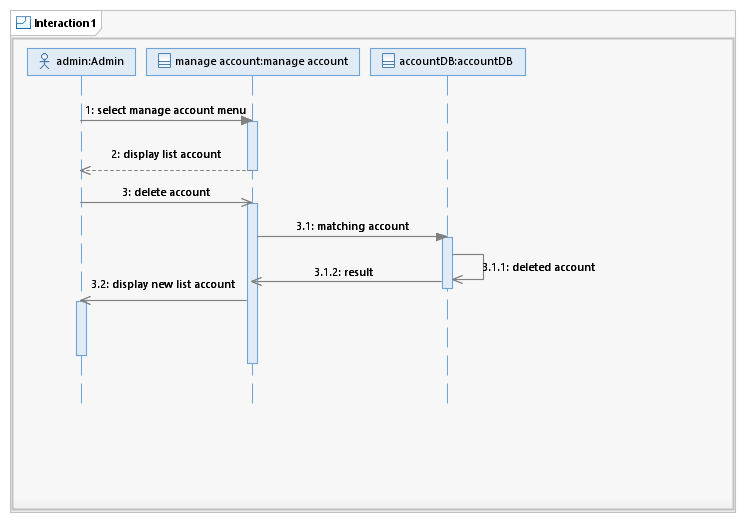 Interaction1
admin:Admin
manage account:manage account
accountDB:accountDB
1: select manage account menu
2: display list account
3: delete account
3.1: matching account
3.1.1: deleted account
3.1.2: result
3.2: display new list account